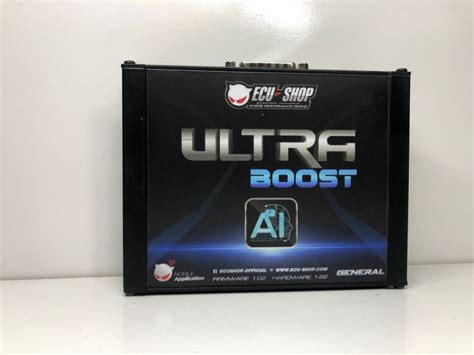 ECU-SHOP
ULTRA
BOOST
AI
MOBILE
Application
ECUSHOP.OFFICIAL WWW.ECU-SHOP.COM
FIRMWARE 1.02 HARDWARE 1.22
GENERAL